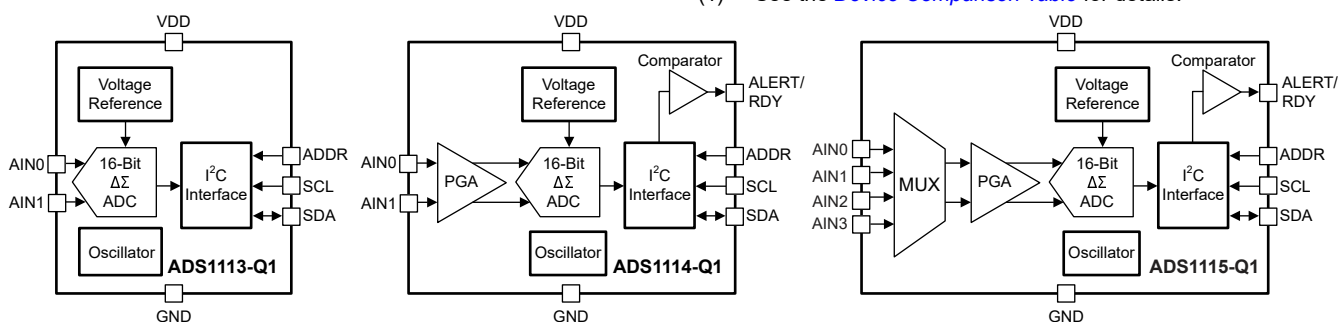 (1) See the Device Comparison Table for details.
VDD
Voltage
Reference
AIN0
AIN1
16-Bit
ΔΣ
ADC
I²C
Interface
ADDR
SCL
SDA
Oscillator
ADS1113-Q1
GND
VDD
Comparator
ALERT/
RDY
Voltage
Reference
AIN0
AIN1
PGA
16-Bit
ΔΣ
ADC
I²C
Interface
ADDR
SCL
SDA
Oscillator
ADS1114-Q1
GND
VDD
Comparator
ALERT/
RDY
Voltage
Reference
AIN0
AIN1
AIN2
AIN3
MUX
PGA
16-Bit
ΔΣ
ADC
I²C
Interface
ADDR
SCL
SDA
Oscillator
ADS1115-Q1
GND